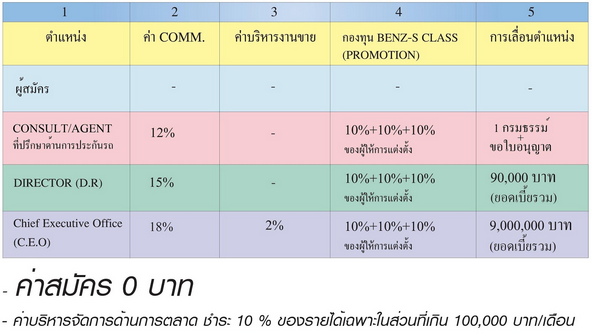 1 2 3 4 5
ตำแหน่ง ค่า COMM. ค่าบริหารงานขาย กองทุน BENZ-S CLASS การเลื่อนตำแหน่ง
(PROMOTION)
ผู้สมัคร - - - -
CONSULT/AGENT 12% - 10%+10%+10% 1 กรมธรรม์
ที่ปรึกษาด้านการประกันรถ ของผู้ให้การแต่งตั้ง +
ขอใบอนุญาต
DIRECTOR (D.R) 15% - 10%+10%+10% 90,000 บาท
ของผู้ให้การแต่งตั้ง (ยอดเบี้ยรวม)
Chief Executive Office 18% 2% 10%+10%+10% 9,000,000 บาท
(C.E.O) ของผู้ให้การแต่งตั้ง (ยอดเบี้ยรวม)
- ค่าสมัคร 0 บาท
- ค่าบริหารจัดการด้านการตลาด ชำระ 10 % ของรายได้เฉพาะในส่วนที่เกิน 100,000 บาท/เดือน